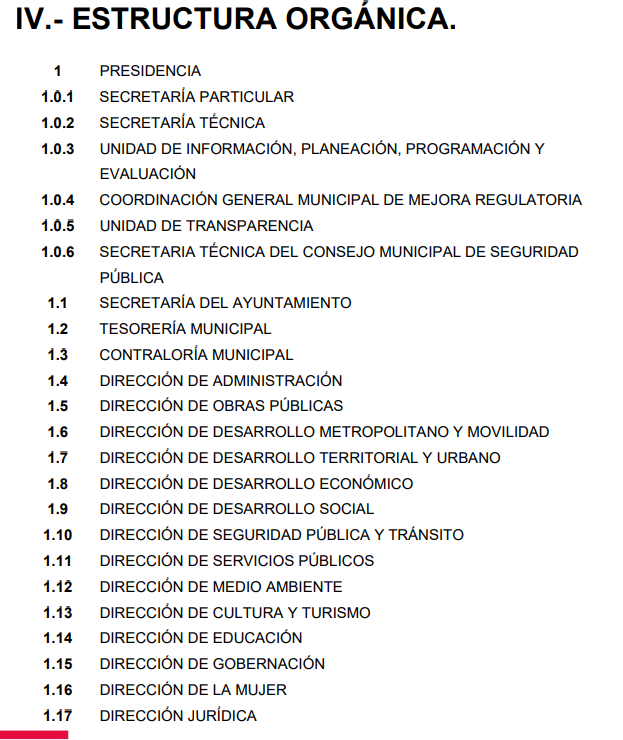 IV.- ESTRUCTURA ORGÁNICA.
1 PRESIDENCIA
1.0.1 SECRETARÍA PARTICULAR
1.0.2 SECRETARÍA TÉCNICA
1.0.3 UNIDAD DE INFORMACIÓN, PLANEACIÓN, PROGRAMACIÓN Y
EVALUACIÓN
1.0.4 COORDINACIÓN GENERAL MUNICIPAL DE MEJORA REGULATORIA
1.0.5 UNIDAD DE TRANSPARENCIA
1.0.6 SECRETARIA TÉCNICA DEL CONSEJO MUNICIPAL DE SEGURIDAD
PÚBLICA
1.1 SECRETARÍA DEL AYUNTAMIENTO
1.2 TESORERÍA MUNICIPAL
1.3 CONTRALORÍA MUNICIPAL
1.4 DIRECCIÓN DE ADMINISTRACIÓN
1.5 DIRECCIÓN DE OBRAS PÚBLICAS
1.6 DIRECCIÓN DE DESARROLLO METROPOLITANO Y MOVILIDAD
1.7 DIRECCIÓN DE DESARROLLO TERRITORIAL Y URBANO
1.8 DIRECCIÓN DE DESARROLLO ECONÓMICO
1.9 DIRECCIÓN DE DESARROLLO SOCIAL
1.10 DIRECCIÓN DE SEGURIDAD PÚBLICA Y TRÁNSITO
1.11 DIRECCIÓN DE SERVICIOS PÚBLICOS
1.12 DIRECCIÓN DE MEDIO AMBIENTE
1.13 DIRECCIÓN DE CULTURA Y TURISMO
1.14 DIRECCIÓN DE EDUCACIÓN
1.15 DIRECCIÓN DE GOBERNACIÓN
1.16 DIRECCIÓN DE LA MUJER
1.17 DIRECCIÓN JURÍDICA